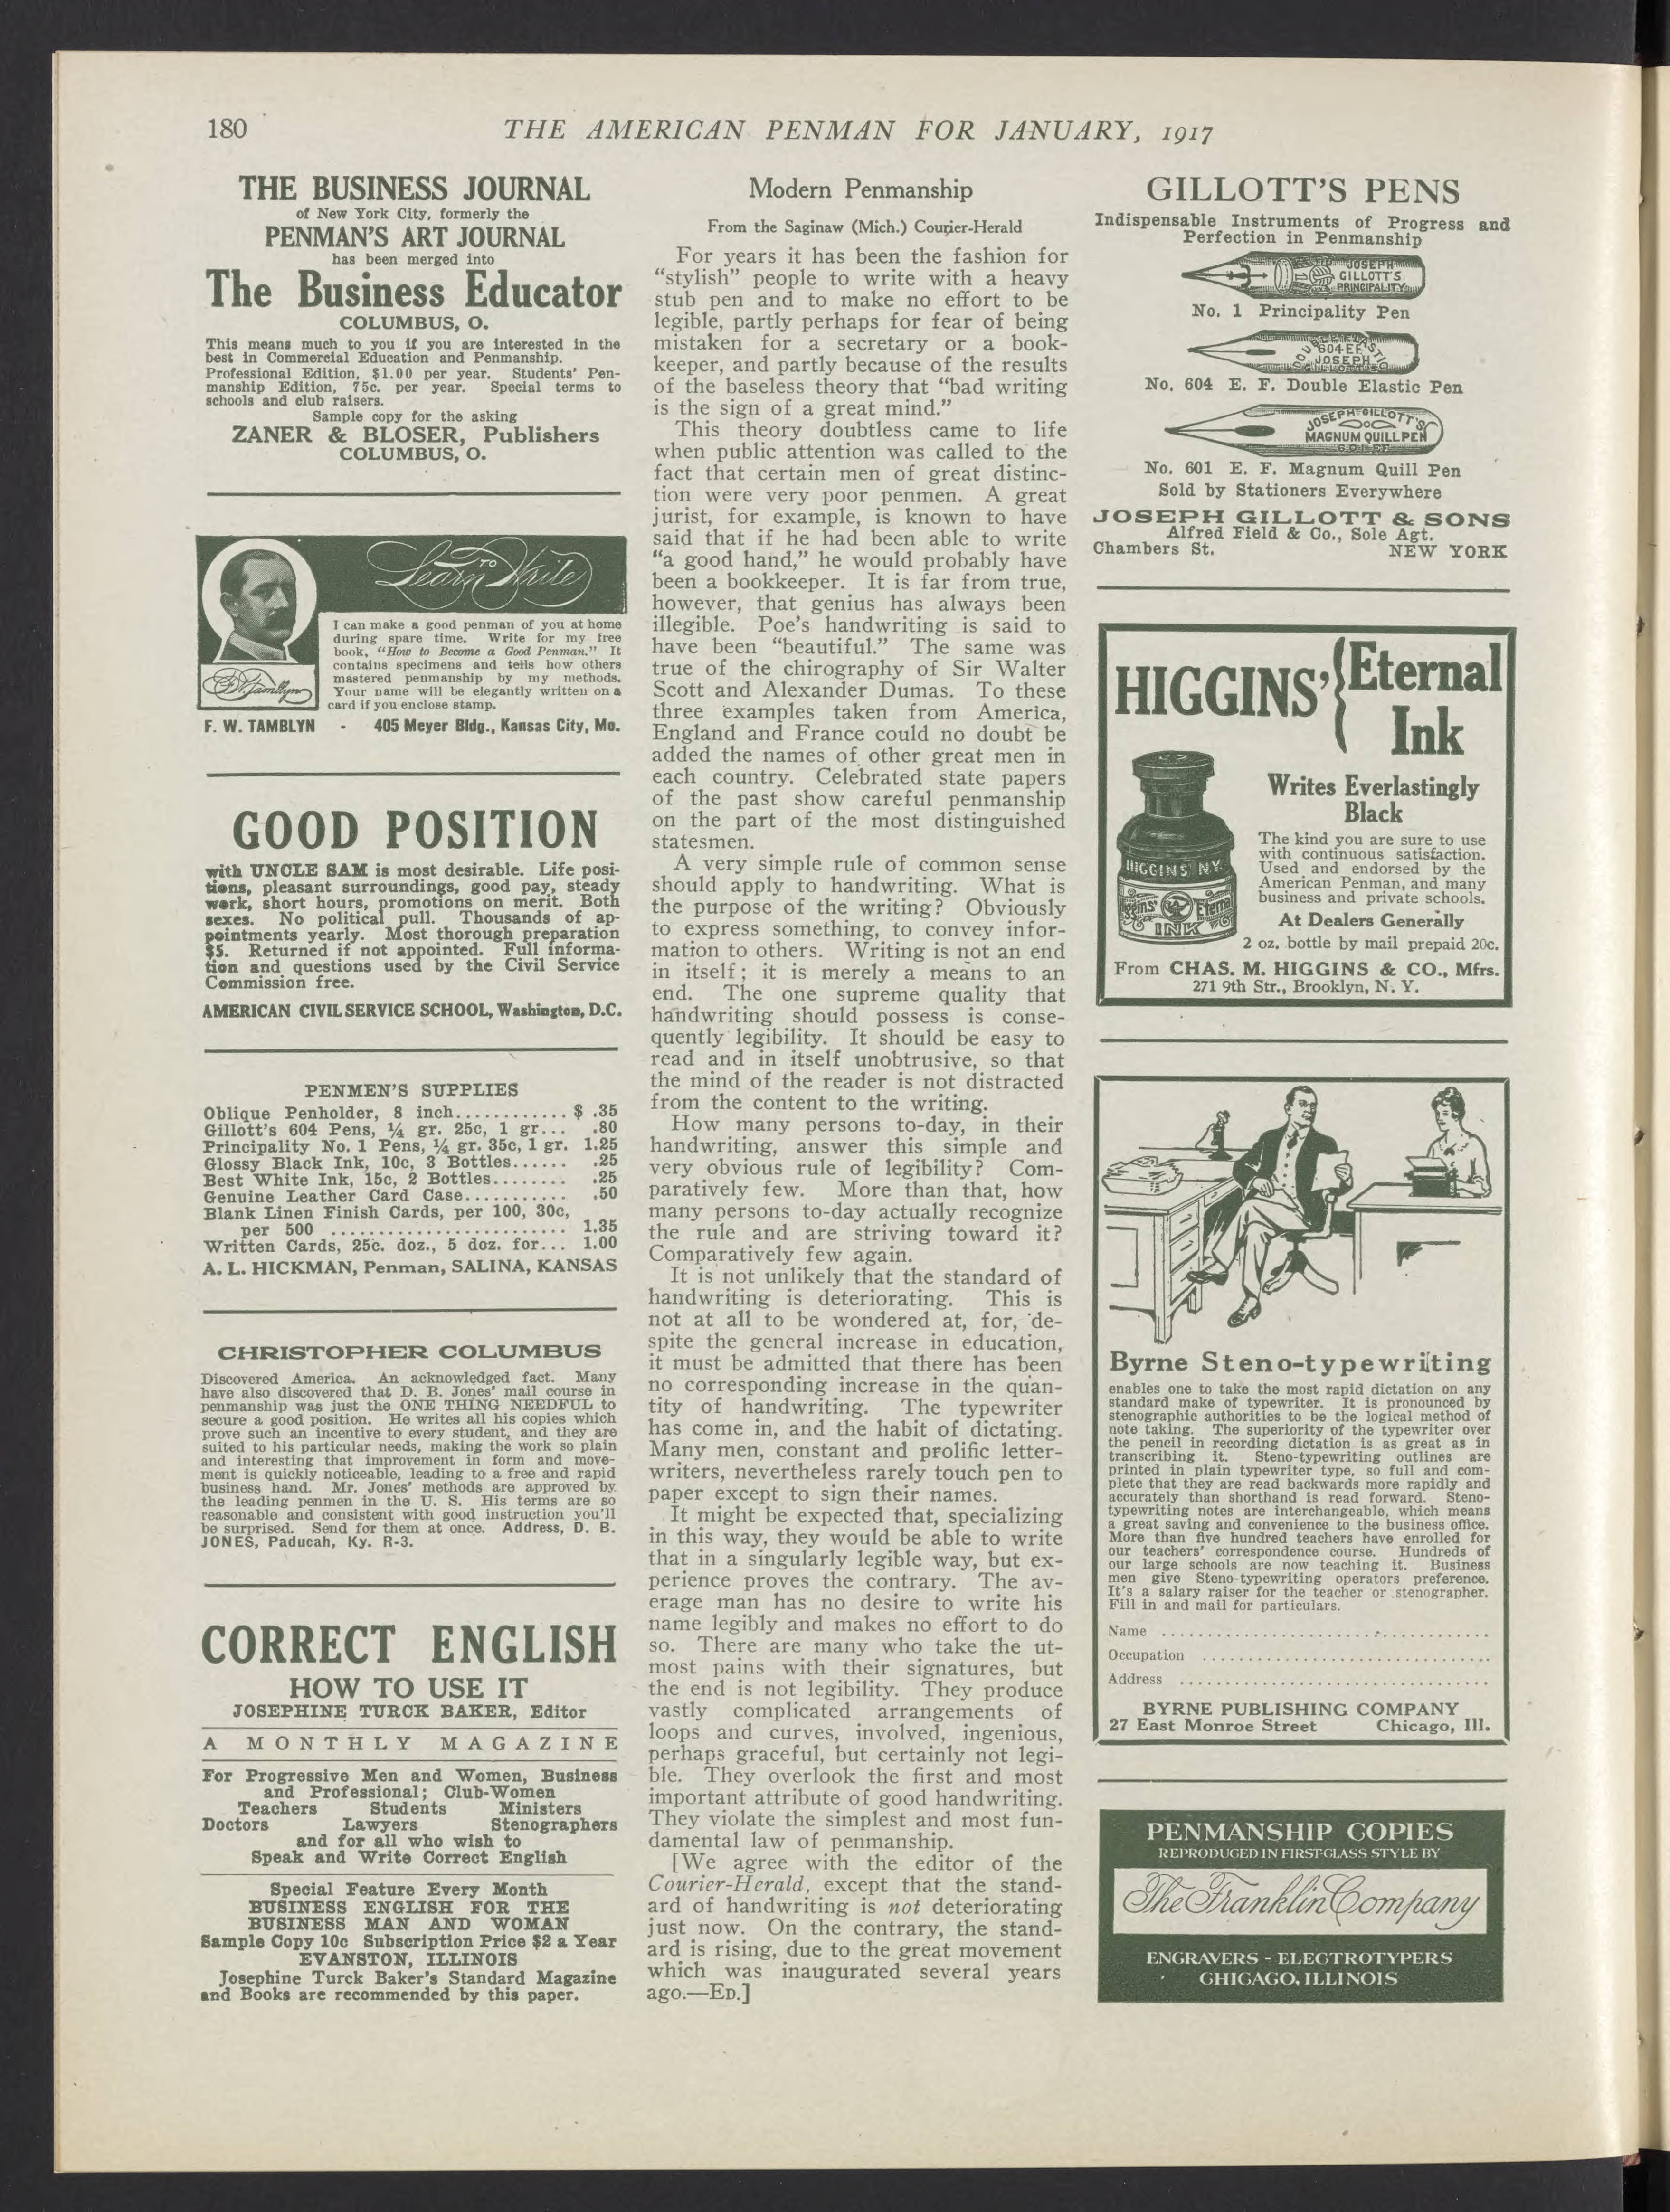 180
THE AMERICAN PENMAN FOR JANUARY, 1917
THE BUSINESS JOURNAL
of New York City, formerly the
PENMAN'S ART JOURNAL
has been merged into
The Business Educator
COLUMBUS, O.
This means much to you if you are interested in the
best in Commercial Education and Penmanship.
Professional Edition, $1.00 per year. Students' Pen-
manship Edition, 75c. per year. Special terms to
schools and club raisers.
Sample copy for the asking
ZANER & BLOSER, Publishers
COLUMBUS, O.
Learn to Write
I can make a good penman of you at home
during spare time. Write for my free
book, "How to Become a Good Penman." It
contains specimens and tells how others
mastered penmanship by my methods.
Your name will be elegantly written on a
card if you enclose stamp.
F. W. Tamblyn
F. W. TAMBLYN - 405 Meyer Bldg., Kansas City, Mo.
GOOD POSITION
with UNCLE SAM is most desirable. Life posi-
tions, pleasant surroundings, good pay, steady
work, short hours, promotions on merit. Both
sexes. No political pull. Thousands of ap-
pointments yearly. Most thorough preparation
$5. Returned if not appointed. Full informa-
tion and questions used by the Civil Service
Commission free.
AMERICAN CIVIL SERVICE SCHOOL, Washington, D.C.
PENMEN'S SUPPLIES
Oblique Penholder, 8 inch............ $ .35
Gillott's 604 Pens, ¼ gr. 25c, 1 gr... .80
Principality No. 1 Pens, ¼ gr. 35c, 1 gr. 1.25
Glossy Black Ink, 10c, 3 Bottles...... .25
Best White Ink, 15c, 2 Bottles........ .25
Genuine Leather Card Case........... .50
Blank Linen Finish Cards, per 100, 30c,
per 500 .......................... 1.35
Written Cards, 25c. doz., 5 doz. for... 1.00
A. L. HICKMAN, Penman, SALINA, KANSAS
CHRISTOPHER COLUMBUS
Discovered America. An acknowledged fact. Many
have also discovered that D. B. Jones' mail course in
penmanship was just the ONE THING NEEDFUL to
secure a good position. He writes all his copies which
prove such an incentive to every student, and they are
suited to his particular needs, making the work so plain
and interesting that improvement in form and move-
ment is quickly noticeable, leading to a free and rapid
business hand. Mr. Jones' methods are approved by
the leading penmen in the U. S. His terms are so
reasonable and consistent with good instruction you'll
be surprised. Send for them at once. Address, D. B.
JONES, Paducah, Ky. R-3.
CORRECT ENGLISH
HOW TO USE IT
JOSEPHINE TURCK BAKER, Editor
A MONTHLY MAGAZINE
For Progressive Men and Women, Business
and Professional; Club-Women
Teachers Students Ministers
Doctors Lawyers Stenographers
and for all who wish to
Speak and Write Correct English
Special Feature Every Month
BUSINESS ENGLISH FOR THE
BUSINESS MAN AND WOMAN
Sample Copy 10c Subscription Price $2 a Year
EVANSTON, ILLINOIS
Josephine Turck Baker's Standard Magazine
and Books are recommended by this paper.
Modern Penmanship
From the Saginaw (Mich.) Courier-Herald
For years it has been the fashion for
"stylish" people to write with a heavy
stub pen and to make no effort to be
legible, partly perhaps for fear of being
mistaken for a secretary or a book-
keeper, and partly because of the results
of the baseless theory that "bad writing
is the sign of a great mind."
This theory doubtless came to life
when public attention was called to the
fact that certain men of great distinc-
tion were very poor penmen. A great
jurist, for example, is known to have
said that if he had been able to write
"a good hand," he would probably have
been a bookkeeper. It is far from true,
however, that genius has always been
illegible. Poe's handwriting is said to
have been "beautiful." The same was
true of the chirography of Sir Walter
Scott and Alexander Dumas. To these
three examples taken from America,
England and France could no doubt be
added the names of other great men in
each country. Celebrated state papers
of the past show careful penmanship
on the part of the most distinguished
statesmen.
A very simple rule of common sense
should apply to handwriting. What is
the purpose of the writing? Obviously
to express something, to convey infor-
mation to others. Writing is not an end
in itself; it is merely a means to an
end. The one supreme quality that
handwriting should possess is conse-
quently legibility. It should be easy to
read and in itself unobtrusive, so that
the mind of the reader is not distracted
from the content to the writing.
How many persons to-day, in their
handwriting, answer this simple and
very obvious rule of legibility? Com-
paratively few. More than that, how
many persons to-day actually recognize
the rule and are striving toward it?
Comparatively few again.
It is not unlikely that the standard of
handwriting is deteriorating. This is
not at all to be wondered at, for, de-
spite the general increase in education,
it must be admitted that there has been
no corresponding increase in the quan-
tity of handwriting. The typewriter
has come in, and the habit of dictating.
Many men, constant and prolific letter-
writers, nevertheless rarely touch pen to
paper except to sign their names.
It might be expected that, specializing
in this way, they would be able to write
that in a singularly legible way, but ex-
perience proves the contrary. The av-
erage man has no desire to write his
name legibly and makes no effort to do
so. There are many who take the ut-
most pains with their signatures, but
the end is not legibility. They produce
vastly complicated arrangements of
loops and curves, involved, ingenious,
perhaps graceful, but certainly not legi-
ble. They overlook the first and most
important attribute of good handwriting.
They violate the simplest and most fun-
damental law of penmanship.
[We agree with the editor of the
Courier-Herald, except that the stand-
ard of handwriting is not deteriorating
just now. On the contrary, the stand-
ard is rising, due to the great movement
which was inaugurated several years
ago.—ED.]
GILLOTT'S PENS
Indispensable Instruments of Progress and
Perfection in Penmanship
JOSEPH
GILLOTT'S
PRINCIPALITY
No. 1 Principality Pen
DOUBLE ELASTIC
604 EF
JOSEPH
GILLOTT'S
No. 604 E. F. Double Elastic Pen
JOSEPH GILLOTT'S
MAGNUM QUILL PEN
601 EF
No. 601 E. F. Magnum Quill Pen
Sold by Stationers Everywhere
JOSEPH GILLOTT & SONS
Alfred Field & Co., Sole Agt.
Chambers St. NEW YORK
HIGGINS' { Eternal
Ink
Writes Everlastingly
Black
The kind you are sure to use
with continuous satisfaction.
Used and endorsed by the
American Penman, and many
business and private schools.
At Dealers Generally
HIGGINS' N.Y.
Higgins' Eternal
INK
2 oz. bottle by mail prepaid 20c.
From CHAS. M. HIGGINS & CO., Mfrs.
271 9th Str., Brooklyn, N. Y.
Byrne Steno-typewriting
enables one to take the most rapid dictation on any
standard make of typewriter. It is pronounced by
stenographic authorities to be the logical method of
note taking. The superiority of the typewriter over
the pencil in recording dictation is as great as in
transcribing it. Steno-typewriting outlines are
printed in plain typewriter type, so full and com-
plete that they are read backwards more rapidly and
accurately than shorthand is read forward. Steno-
typewriting notes are interchangeable, which means
a great saving and convenience to the business office.
More than five hundred teachers have enrolled for
our teachers' correspondence course. Hundreds of
our large schools are now teaching it. Business
men give Steno-typewriting operators preference.
It's a salary raiser for the teacher or stenographer.
Fill in and mail for particulars.
Name ....................................
Occupation ................................
Address ..................................
BYRNE PUBLISHING COMPANY
27 East Monroe Street Chicago, Ill.
PENMANSHIP COPIES
REPRODUCED IN FIRST-CLASS STYLE BY
The Franklin Company
ENGRAVERS - ELECTROTYPERS
CHICAGO, ILLINOIS